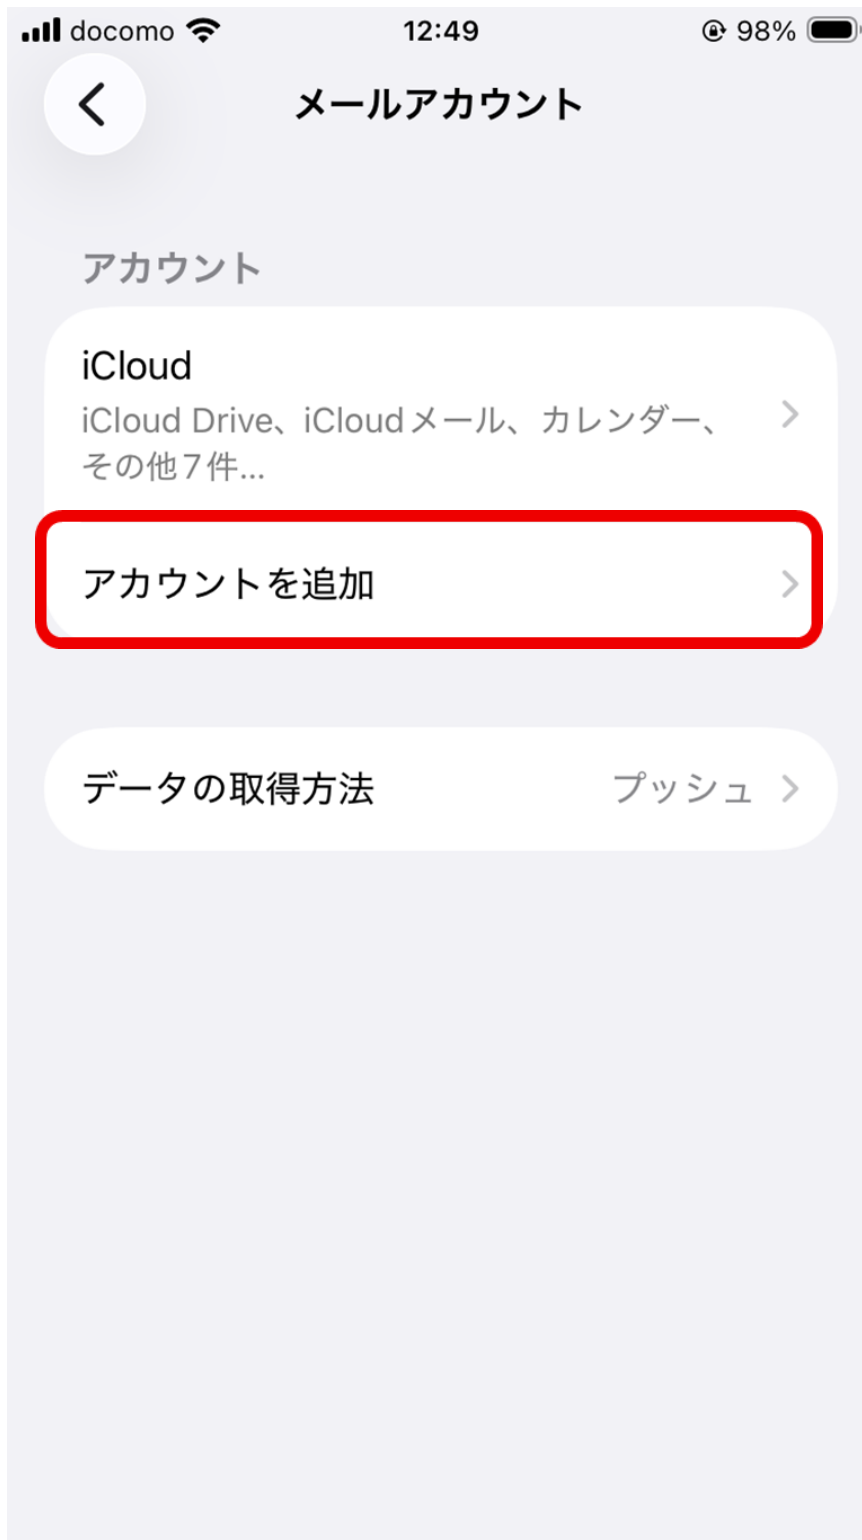 docomo 12:49 98%
メールアカウント
アカウント
iCloud
iCloud Drive、iCloudメール、カレンダー、
その他7件...
アカウントを追加
データの取得方法 プッシュ